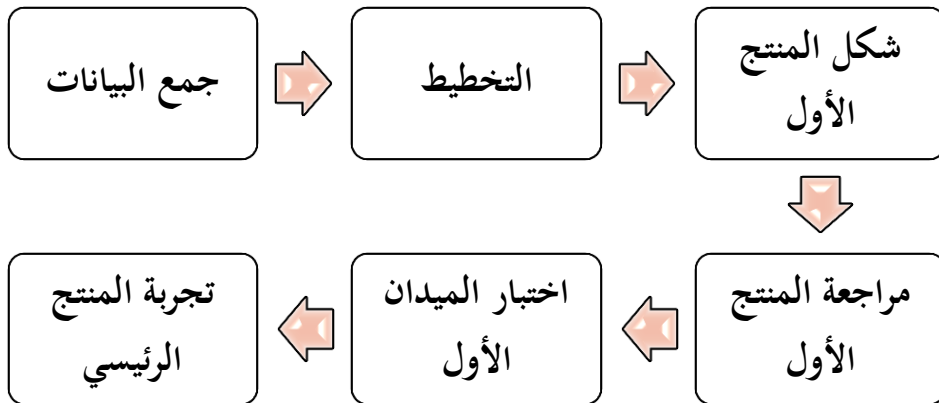 جمع البيانات
التخطيط
شكل المنتج
الأول
مراجعة المنتج
الأول
اختبار الميدان
الأول
تجربة المنتج
الرئيسي